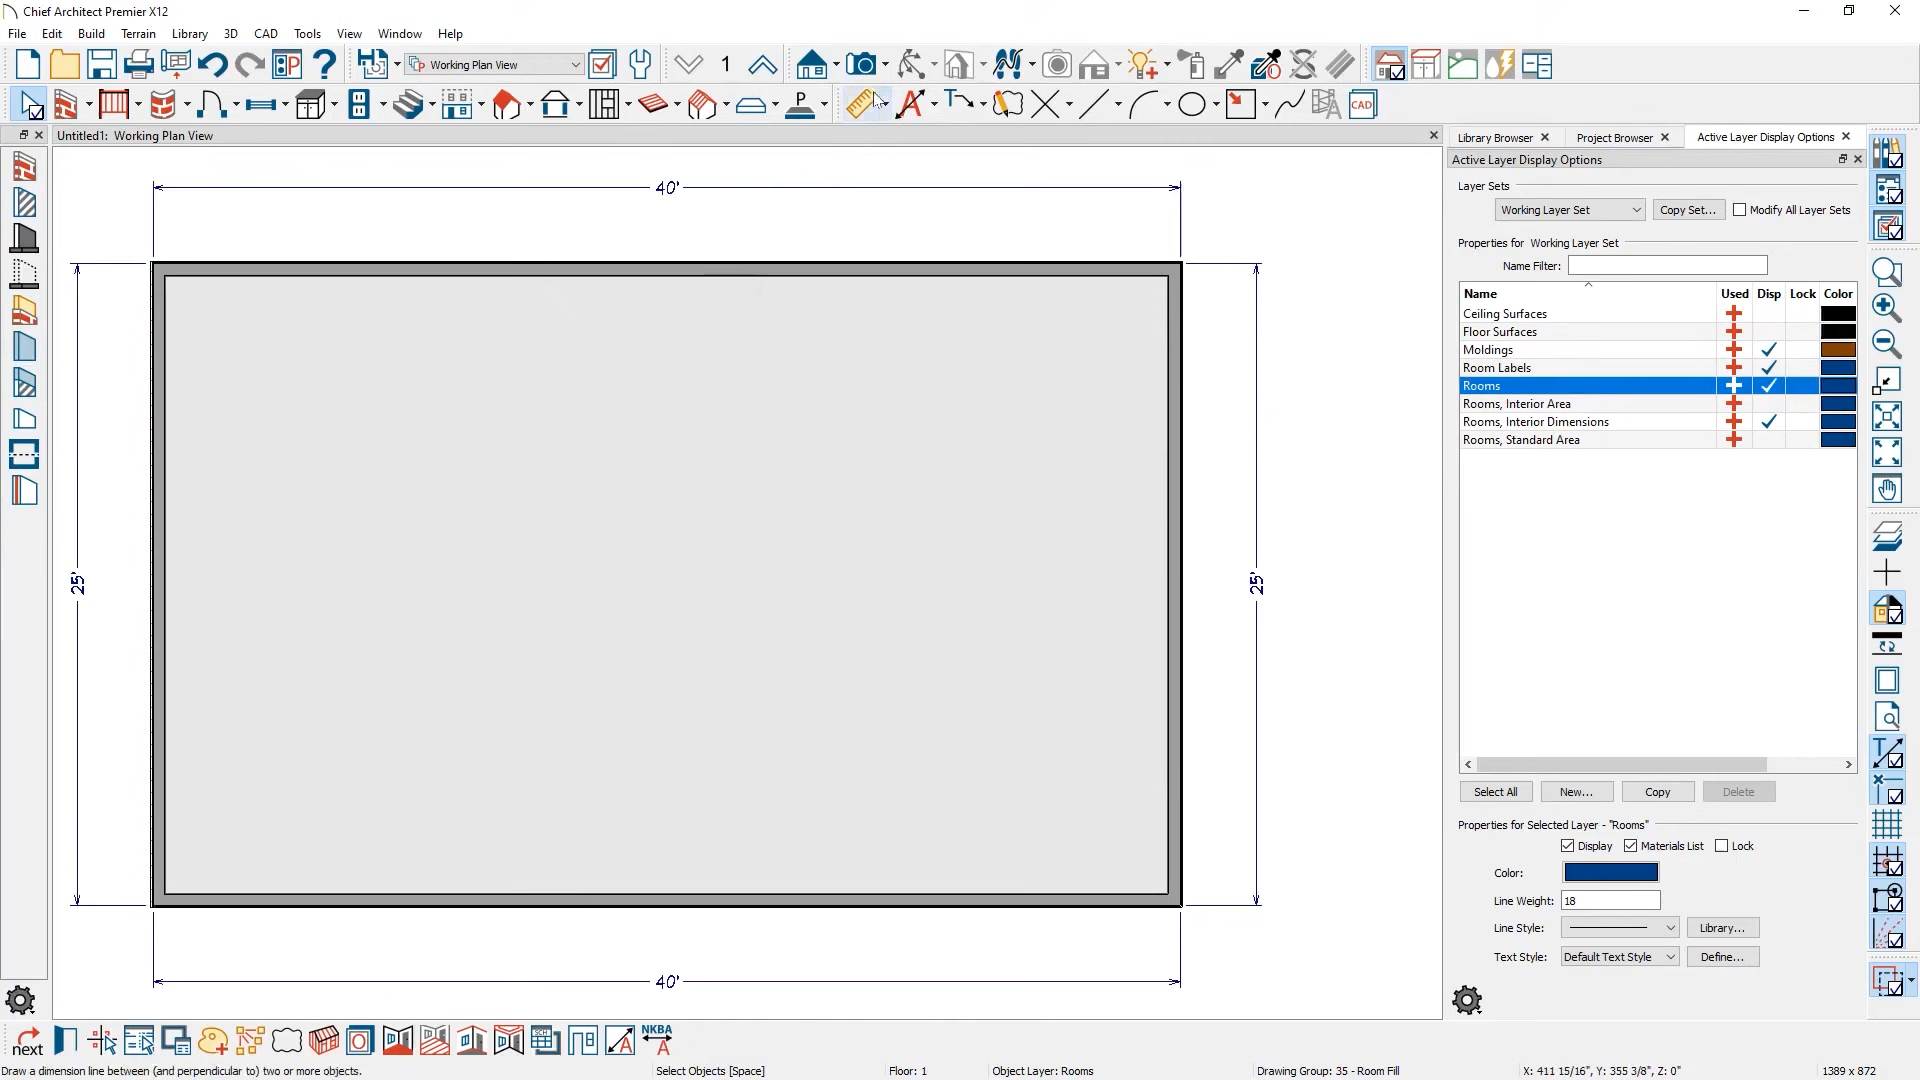 Chief Architect Premier X12
File Edit Build Terrain Library 3D CAD Tools View Window Help
Working Plan View 1
P T CAD
Untitled1: Working Plan View
40'
25'
25'
40'
Library Browser Project Browser Active Layer Display Options
Active Layer Display Options
Layer Sets
Working Layer Set Copy Set... Modify All Layer Sets
Properties for Working Layer Set
Name Filter:
Name Used Disp Lock Color
Ceiling Surfaces
Floor Surfaces
Moldings
Room Labels
Rooms
Rooms, Interior Area
Rooms, Interior Dimensions
Rooms, Standard Area
Select All New... Copy Delete
Properties for Selected Layer - "Rooms"
Display Materials List Lock
Color:
Line Weight: 18
Line Style: Library...
Text Style: Default Text Style Define...
next NKBA
A
Draw a dimension line between (and perpendicular to) two or more objects. Select Objects [Space] Floor: 1 Object Layer: Rooms Drawing Group: 35 - Room Fill X: 411 15/16", Y: 355 3/8", Z: 0" 1389 x 872